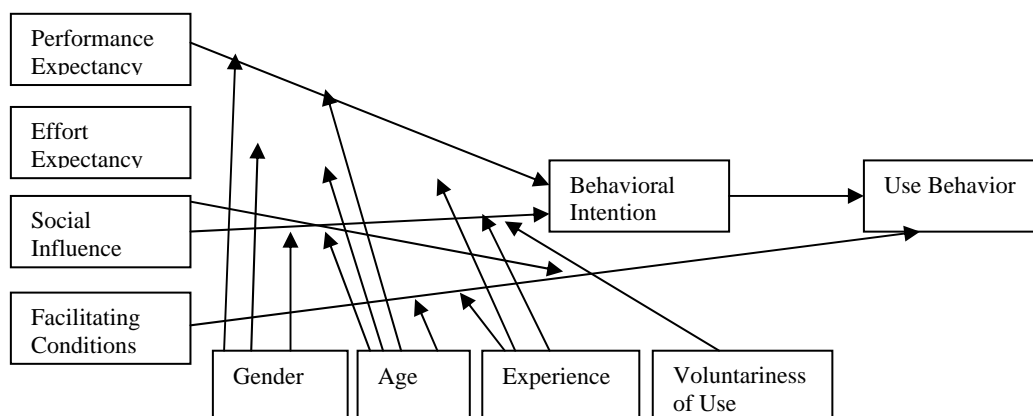 Performance
Expectancy
Effort
Expectancy
Social
Influence
Facilitating
Conditions
Behavioral
Intention
Use Behavior
Gender
Age
Experience
Voluntariness
of Use